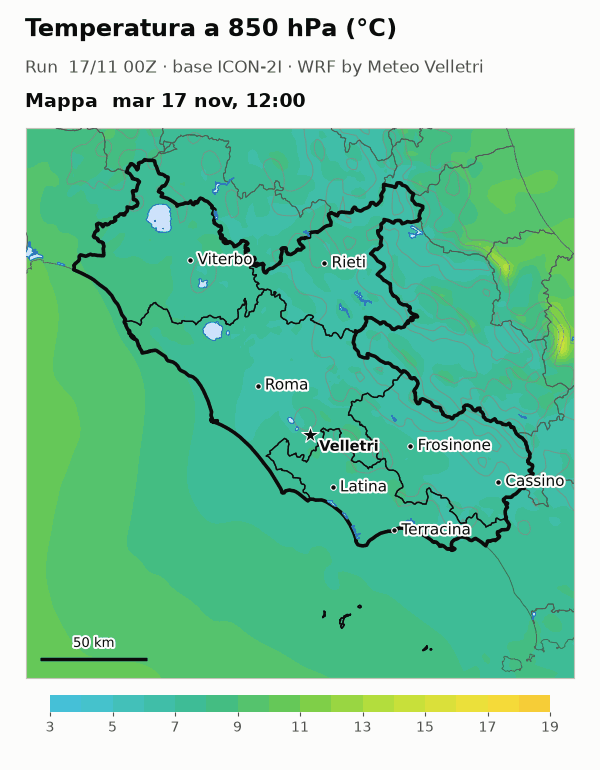 Temperatura a 850 hPa (°C)
Run  17/11 00Z · base ICON-2I · WRF by Meteo Velletri
Mappa  mar 17 nov, 12:00
Viterbo
Rieti
Roma
Velletri
Frosinone
Latina
Cassino
Terracina
50 km
3 5 7 9 11 13 15 17 19